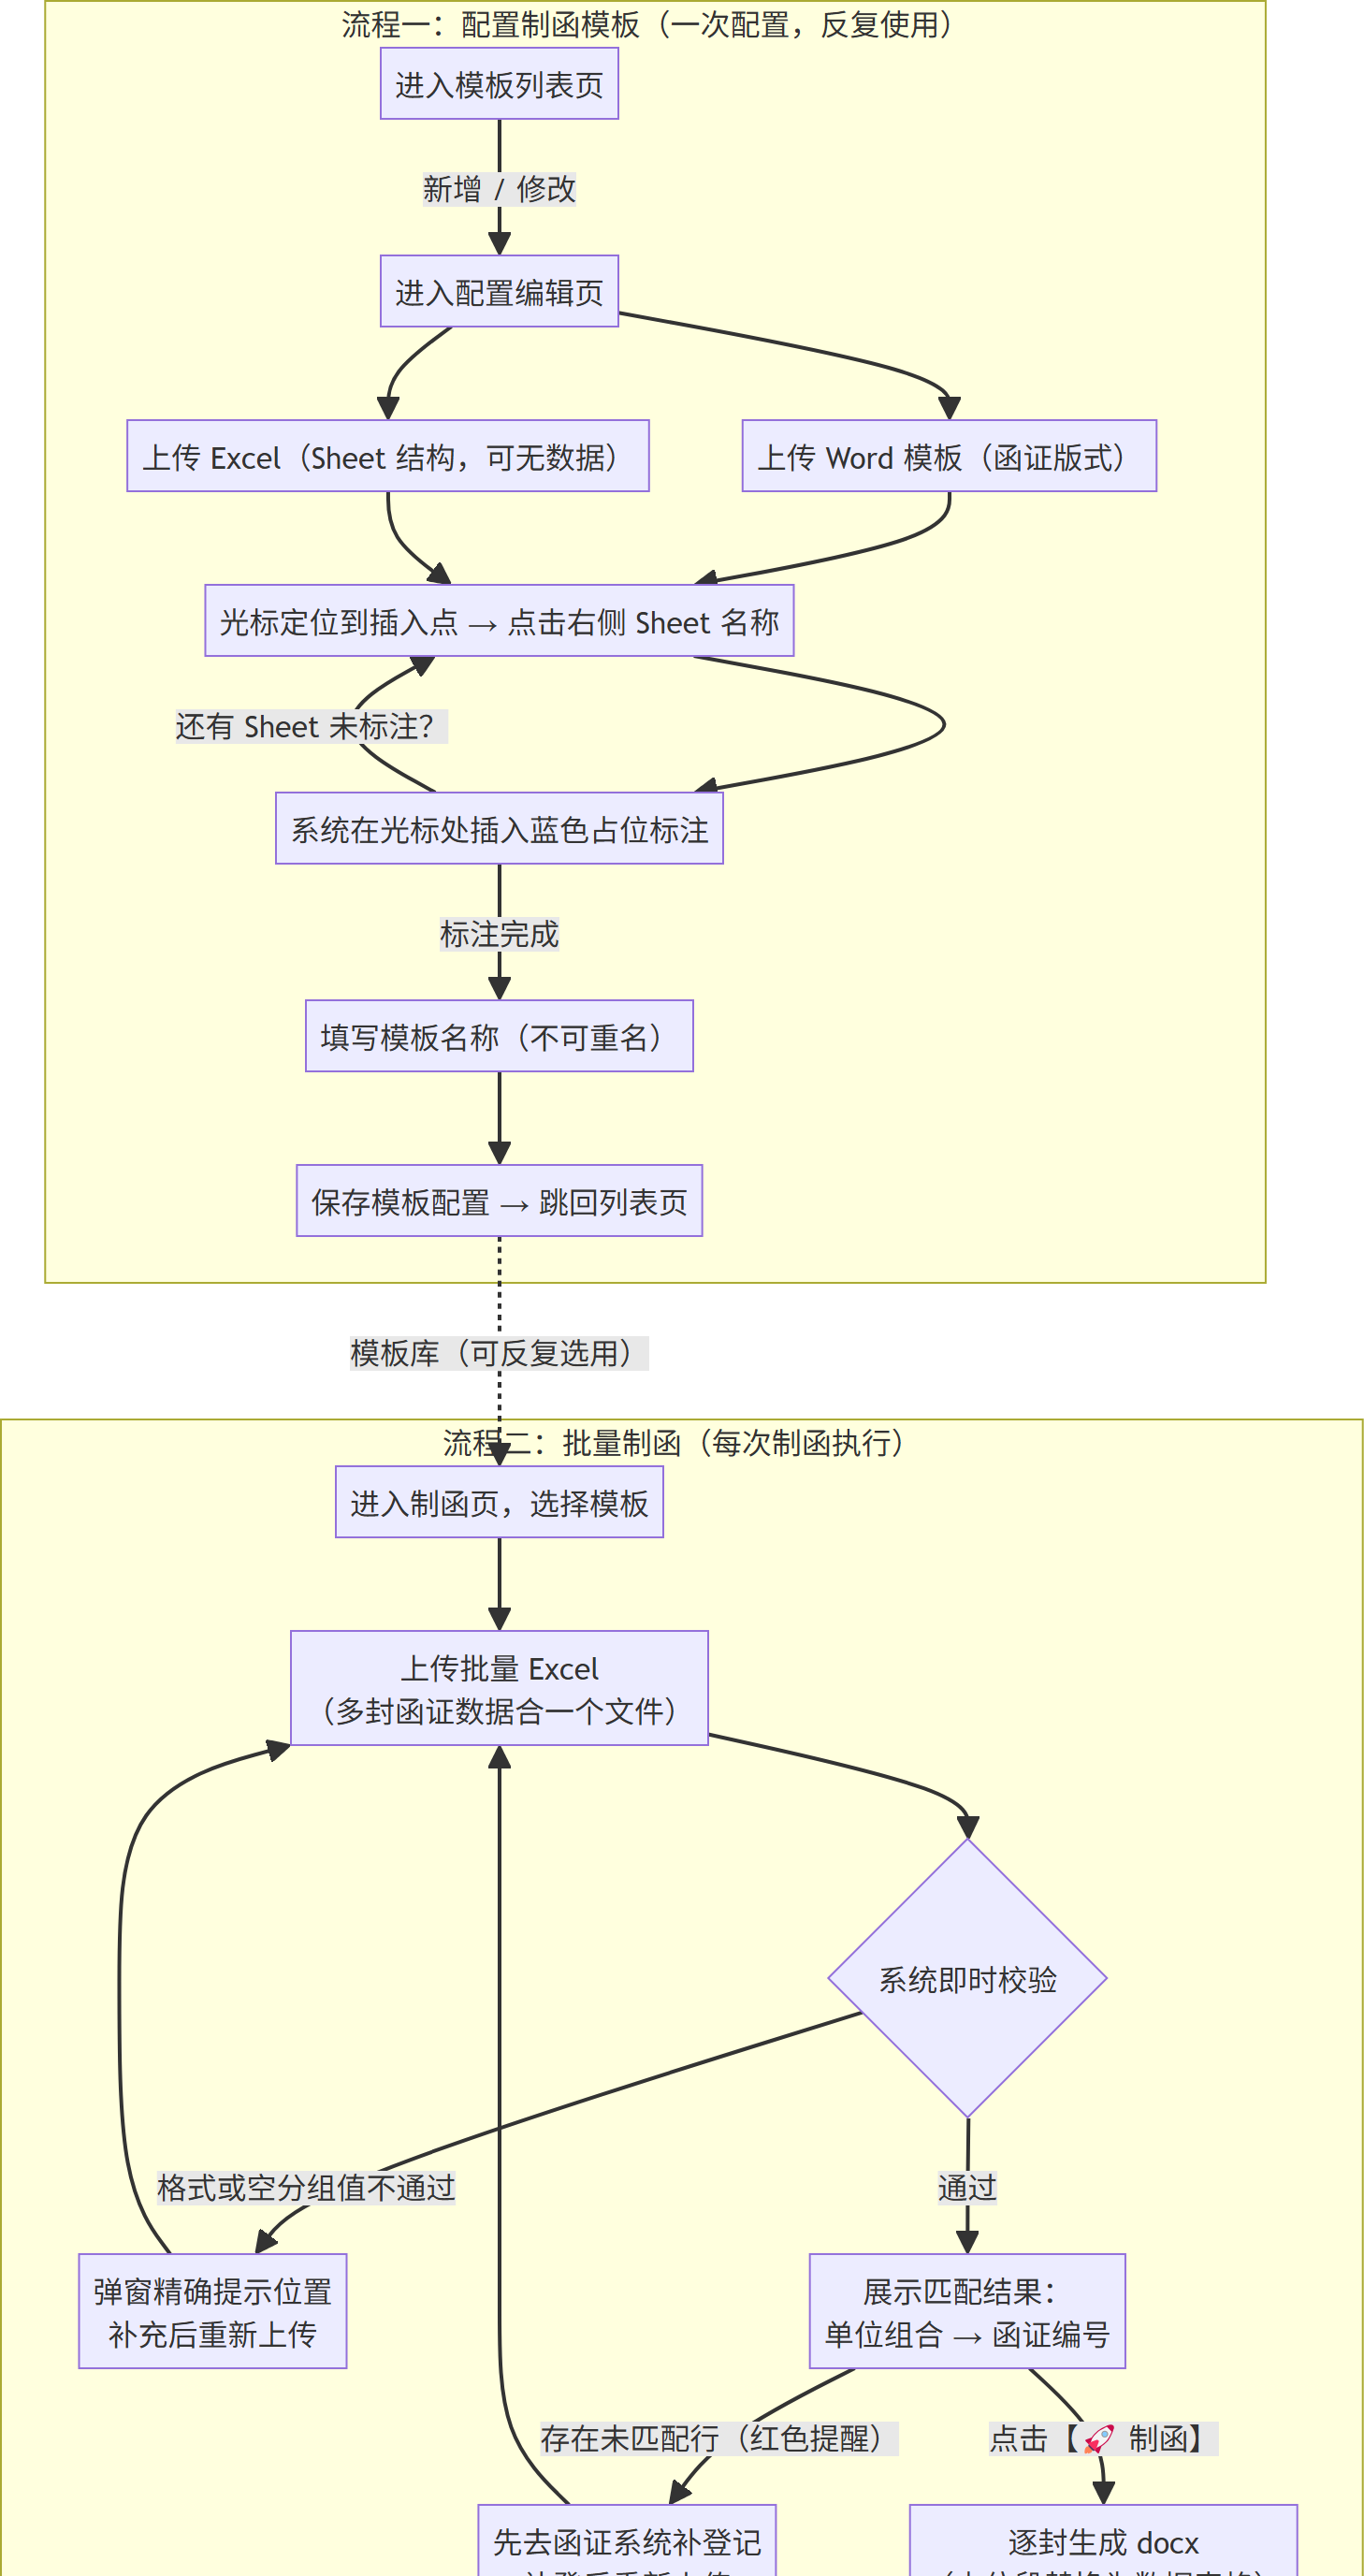 流程一：配置制函模板（一次配置，反复使用）
进入模板列表页
新增 / 修改
进入配置编辑页
上传 Excel（Sheet 结构，可无数据）
上传 Word 模板（函证版式）
光标定位到插入点 → 点击右侧 Sheet 名称
还有 Sheet 未标注？
系统在光标处插入蓝色占位标注
标注完成
填写模板名称（不可重名）
保存模板配置 → 跳回列表页
模板库（可反复选用）
流程二：批量制函（每次制函执行）
进入制函页，选择模板
上传批量 Excel
（多封函证数据合一个文件）
系统即时校验
格式或空分组值不通过
通过
弹窗精确提示位置
补充后重新上传
展示匹配结果：
单位组合 → 函证编号
存在未匹配行（红色提醒）
点击【🚀 制函】
先去函证系统补登记
逐封生成 docx